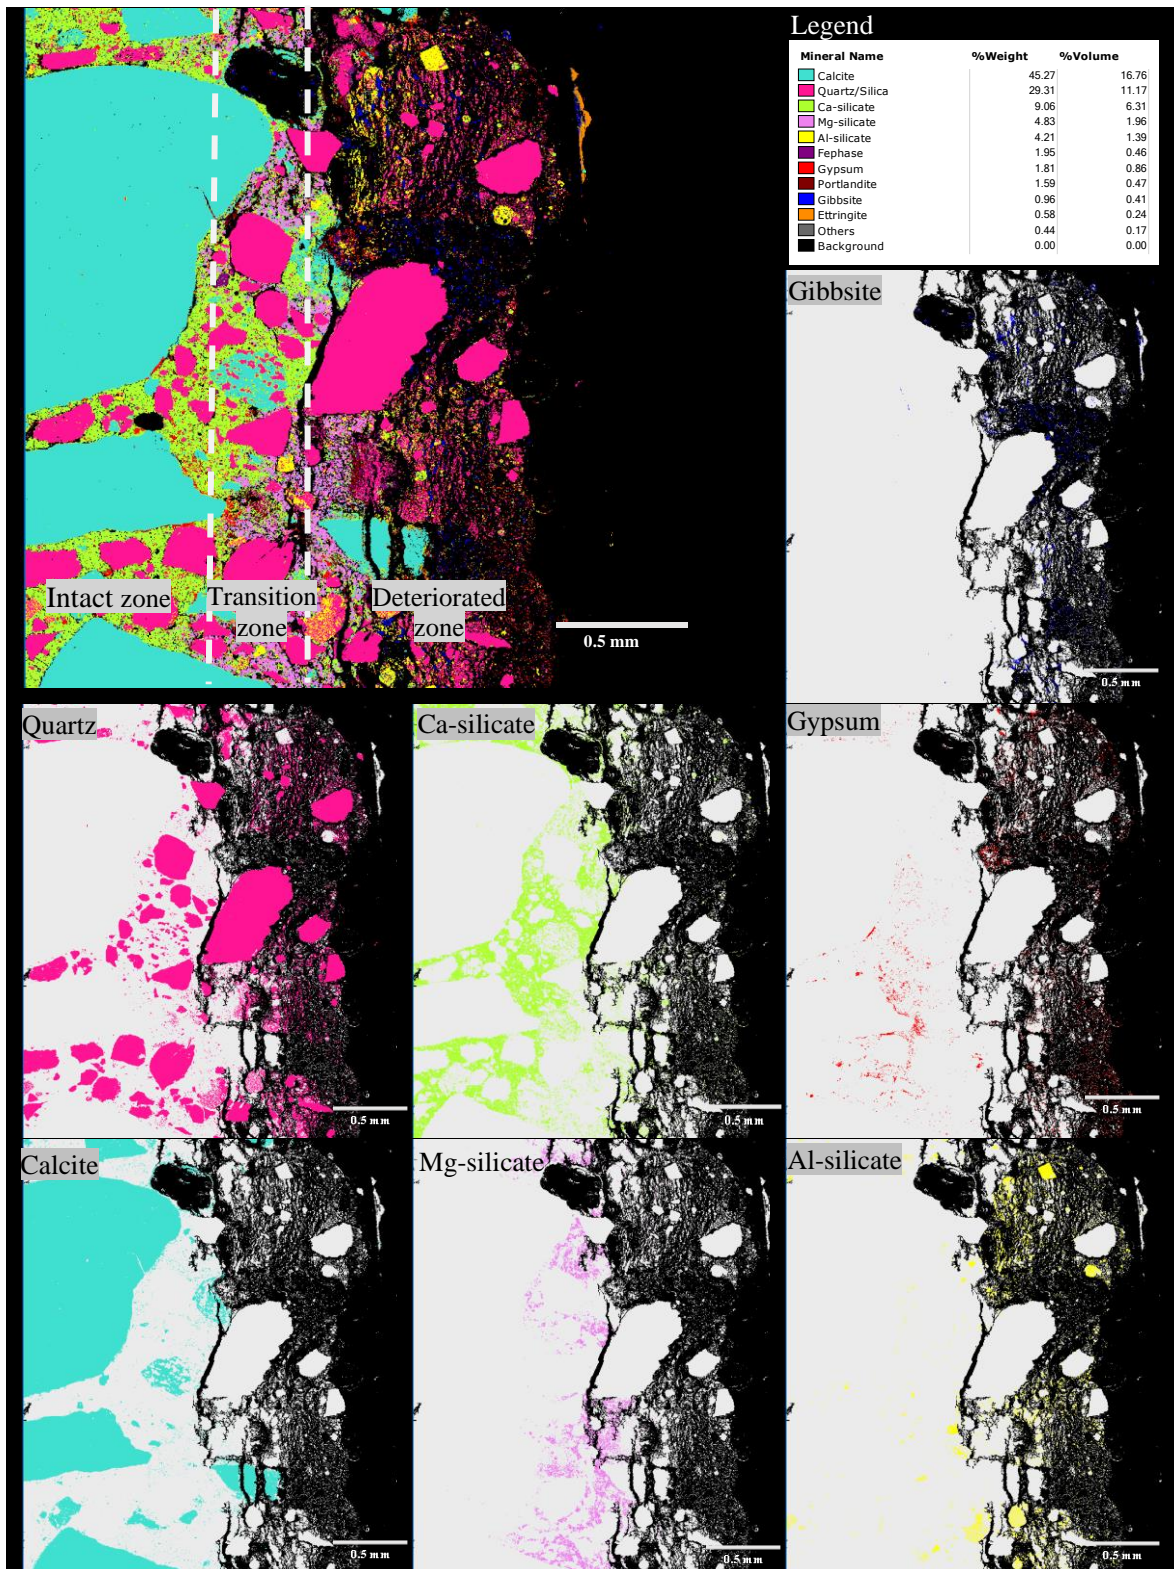 Legend
Mineral Name %Weight %Volume
Calcite 45.27 16.76
Quartz/Silica 29.31 11.17
Ca-silicate 9.06 6.31
Mg-silicate 4.83 1.96
Al-silicate 4.21 1.39
Fephase 1.95 0.46
Gypsum 1.81 0.86
Portlandite 1.59 0.47
Gibbsite 0.96 0.41
Ettringite 0.58 0.24
Others 0.44 0.17
Background 0.00 0.00
Intact zone
Transition
zone
Deteriorated
zone
0.5 mm
Gibbsite
0.5 mm
Quartz
0.5 mm
Ca-silicate
0.5 mm
Gypsum
0.5 mm
Calcite
0.5 mm
Mg-silicate
0.5 mm
Al-silicate
0.5 mm